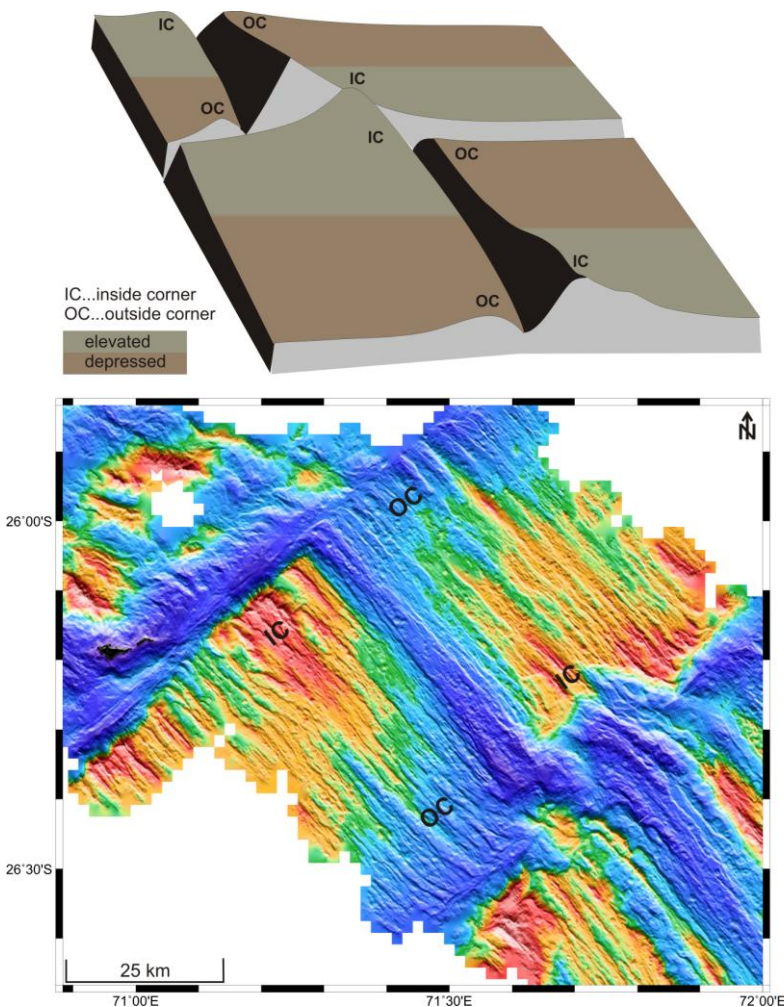 IC
OC
IC
OC
IC
OC
IC
OC
IC...inside corner
OC...outside corner
elevated
depressed
N
OC
26°00'S
IC
IC
OC
26°30'S
25 km
71°00'E
71°30'E
72°00'E